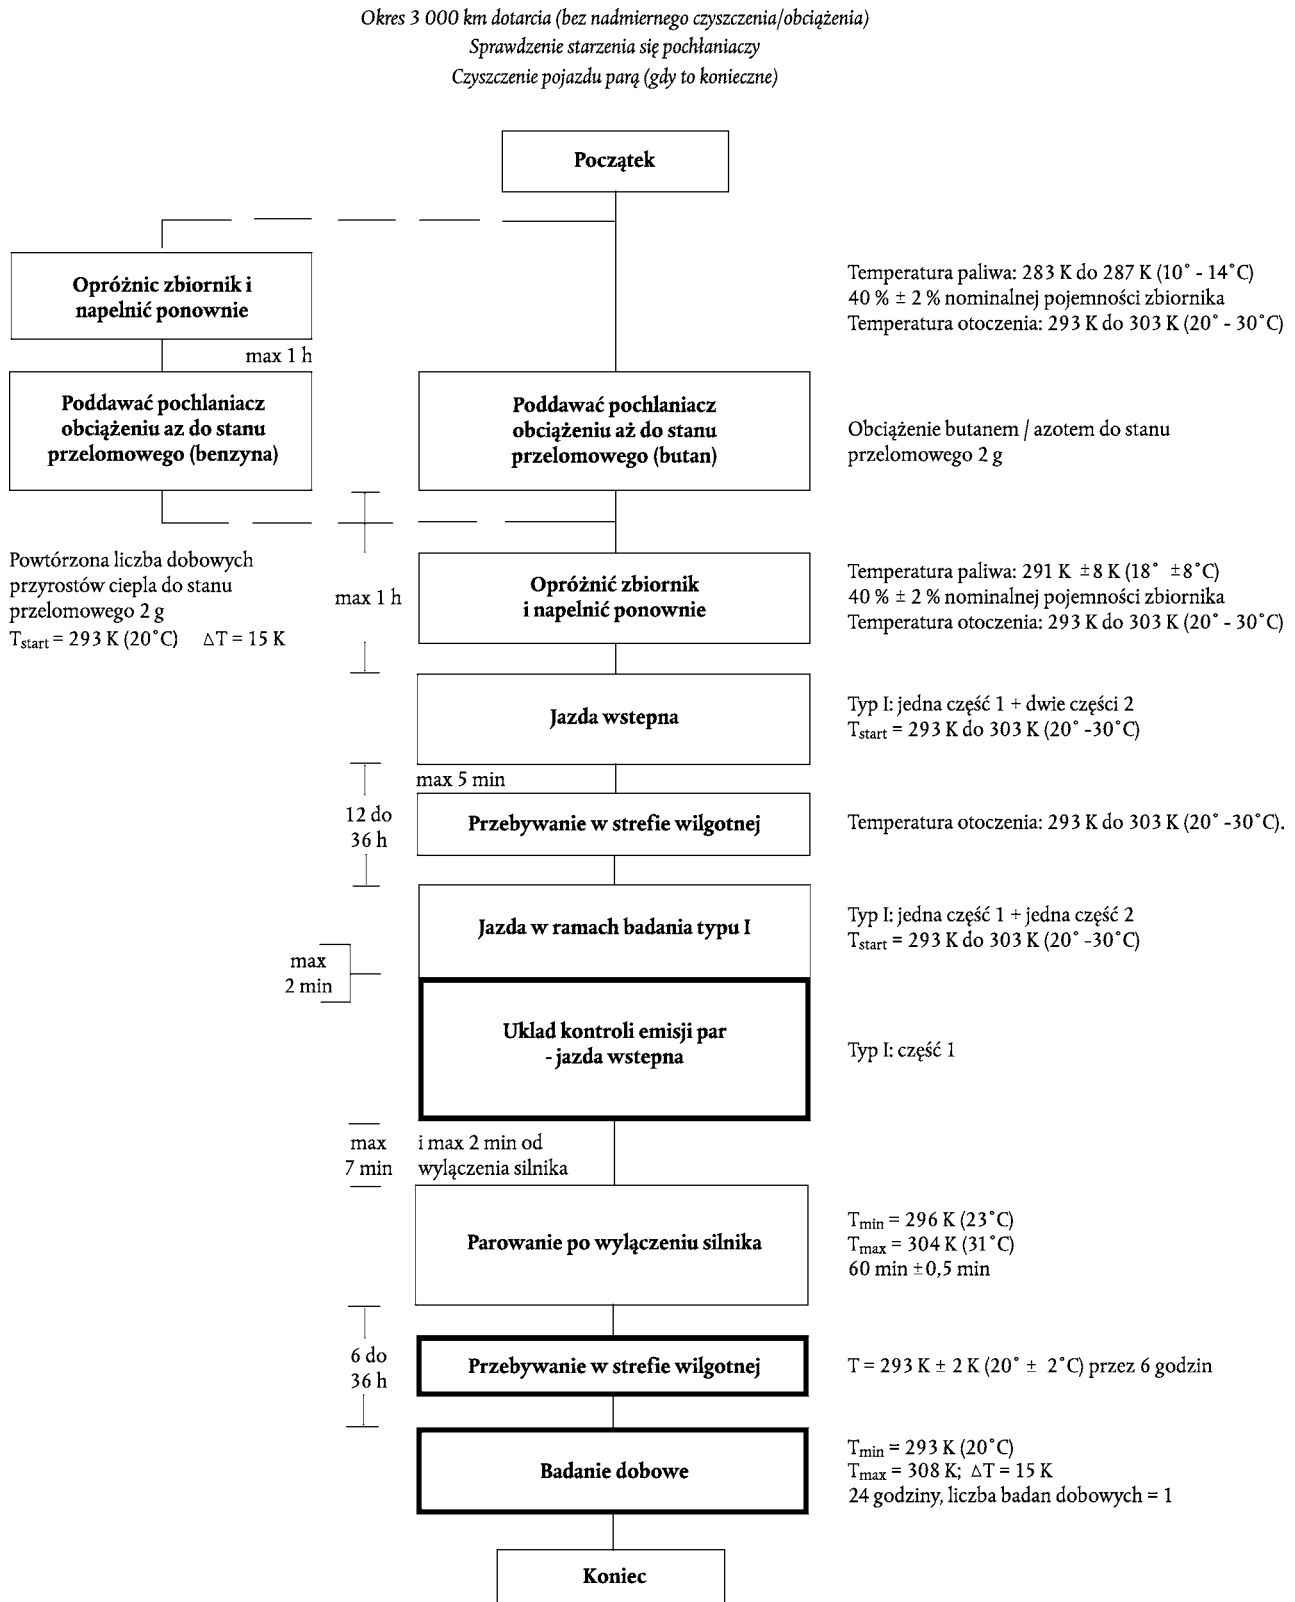 Okres 3 000 km dotarcia (bez nadmiernego czyszczenia/obciążenia)
Sprawdzenie starzenia się pochłaniaczy
Czyszczenie pojazdu parą (gdy to konieczne)
Początek
Opróżnic zbiornik i
napelnić ponownie
Temperatura paliwa: 283 K do 287 K (10˚ - 14˚C)
40 % ± 2 % nominalnej pojemności zbiornika
Temperatura otoczenia: 293 K do 303 K (20˚ - 30˚C)
max 1 h
Poddawać pochlaniacz
obciążeniu az do stanu
przelomowego (benzyna)
Poddawać pochlaniacz
obciążeniu aż do stanu
przelomowego (butan)
Obciążenie butanem / azotem do stanu
przelomowego 2 g
Powtórzona liczba dobowych
przyrostów ciepla do stanu
przelomowego 2 g
Tstart = 293 K (20˚C) ΔT = 15 K
max 1 h
Opróżnić zbiornik
i napelnić ponownie
Temperatura paliwa: 291 K ±8 K (18˚ ±8˚C)
40 % ± 2 % nominalnej pojemności zbiornika
Temperatura otoczenia: 293 K do 303 K (20˚ - 30˚C)
Jazda wstepna
Typ I: jedna część 1 + dwie części 2
Tstart = 293 K do 303 K (20˚ -30˚C)
max 5 min
12 do
36 h
Przebywanie w strefie wilgotnej
Temperatura otoczenia: 293 K do 303 K (20˚ -30˚C).
Jazda w ramach badania typu I
Typ I: jedna część 1 + jedna część 2
Tstart = 293 K do 303 K (20˚ -30˚C)
max
2 min
Uklad kontroli emisji par
- jazda wstepna
Typ I: część 1
max
7 min
i max 2 min od
wylączenia silnika
Parowanie po wylączeniu silnika
Tmin = 296 K (23˚C)
Tmax = 304 K (31˚C)
60 min ±0,5 min
6 do
36 h
Przebywanie w strefie wilgotnej
T = 293 K ± 2 K (20˚ ± 2˚C) przez 6 godzin
Badanie dobowe
Tmin = 293 K (20˚C)
Tmax = 308 K; ΔT = 15 K
24 godziny, liczba badan dobowych = 1
Koniec